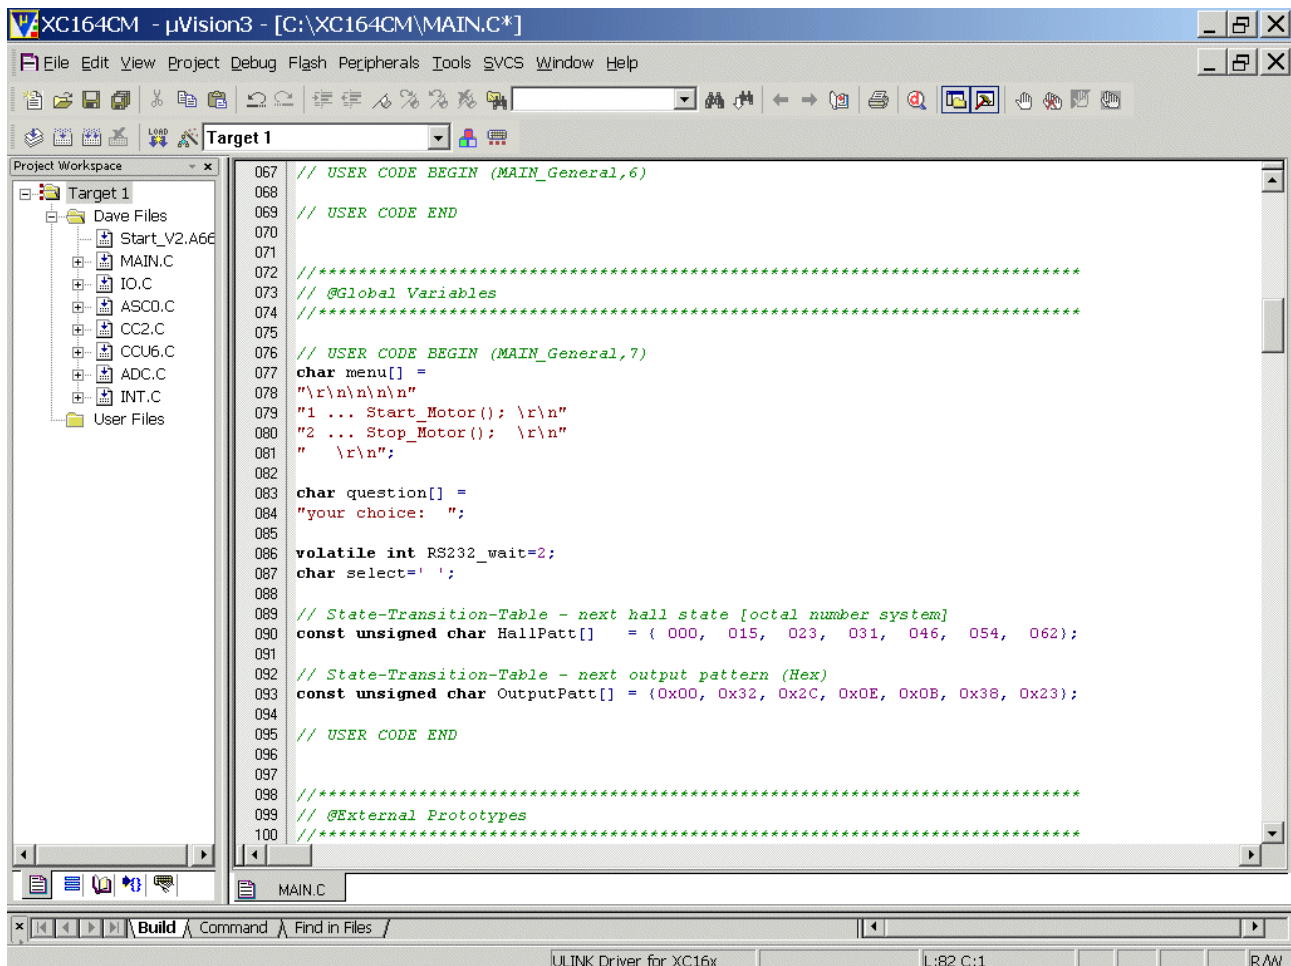 XC164CM - µVision3 - [C:\XC164CM\MAIN.C*]
File Edit View Project Debug Flash Peripherals Tools SVCS Window Help
LOAD Target 1
Project Workspace
Target 1
Dave Files
Start_V2.A66
MAIN.C
IO.C
ASC0.C
CC2.C
CCU6.C
ADC.C
INT.C
User Files
067 // USER CODE BEGIN (MAIN_General,6)
068
069 // USER CODE END
070
071
072 //****************************************************************************
073 // @Global Variables
074 //****************************************************************************
075
076 // USER CODE BEGIN (MAIN_General,7)
077 char menu[] =
078 "\r\n\n\n\n"
079 "1 ... Start_Motor(); \r\n"
080 "2 ... Stop_Motor();  \r\n"
081 "   \r\n";
082
083 char question[] =
084 "your choice:  ";
085
086 volatile int RS232_wait=2;
087 char select=' ';
088
089 // State-Transition-Table - next hall state [octal number system]
090 const unsigned char HallPatt[]   = { 000,  015,  023,  031,  046,  054,  062};
091
092 // State-Transition-Table - next output pattern (Hex)
093 const unsigned char OutputPatt[] = {0x00, 0x32, 0x2C, 0x0E, 0x0B, 0x38, 0x23};
094
095 // USER CODE END
096
097
098 //****************************************************************************
099 // @External Prototypes
100 //****************************************************************************
MAIN.C
Build Command Find in Files
ULINK Driver for XC16x L:82 C:1 R/W